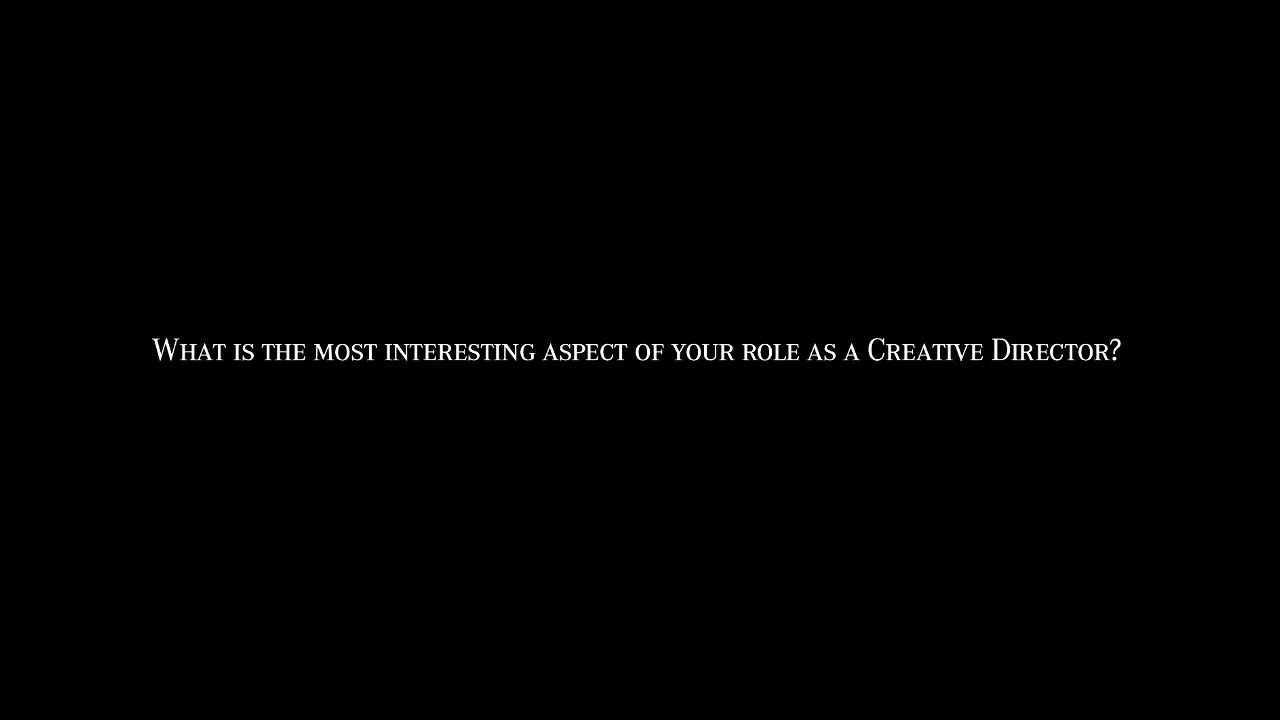 What is the most interesting aspect of your role as a Creative Director?